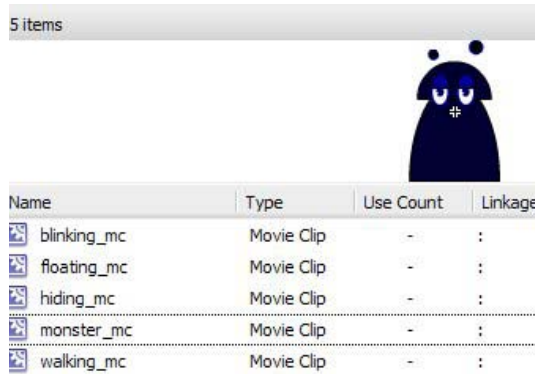 5 items
Name Type Use Count Linkage
blinking_mc Movie Clip - :
floating_mc Movie Clip - :
hiding_mc Movie Clip - :
monster_mc Movie Clip - :
walking_mc Movie Clip - :